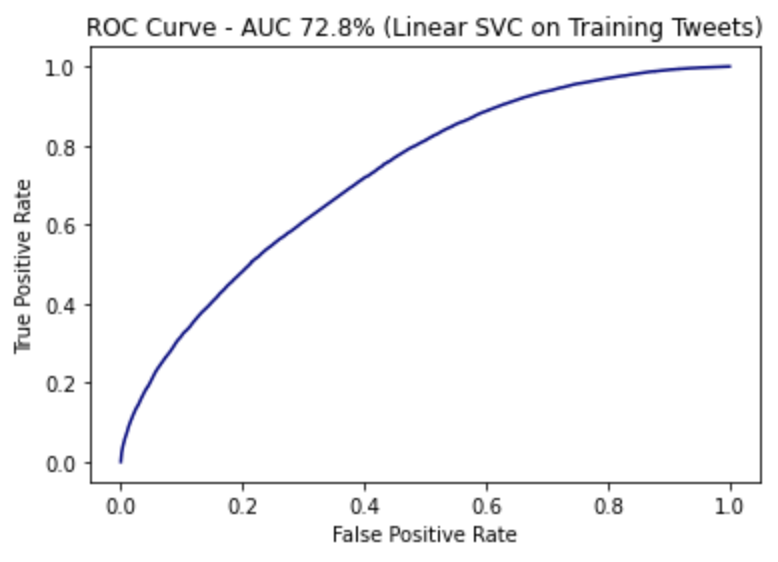 ROC Curve - AUC 72.8% (Linear SVC on Training Tweets)
1.0
0.8
0.6
0.4
0.2
0.0
True Positive Rate
0.0 0.2 0.4 0.6 0.8 1.0
False Positive Rate